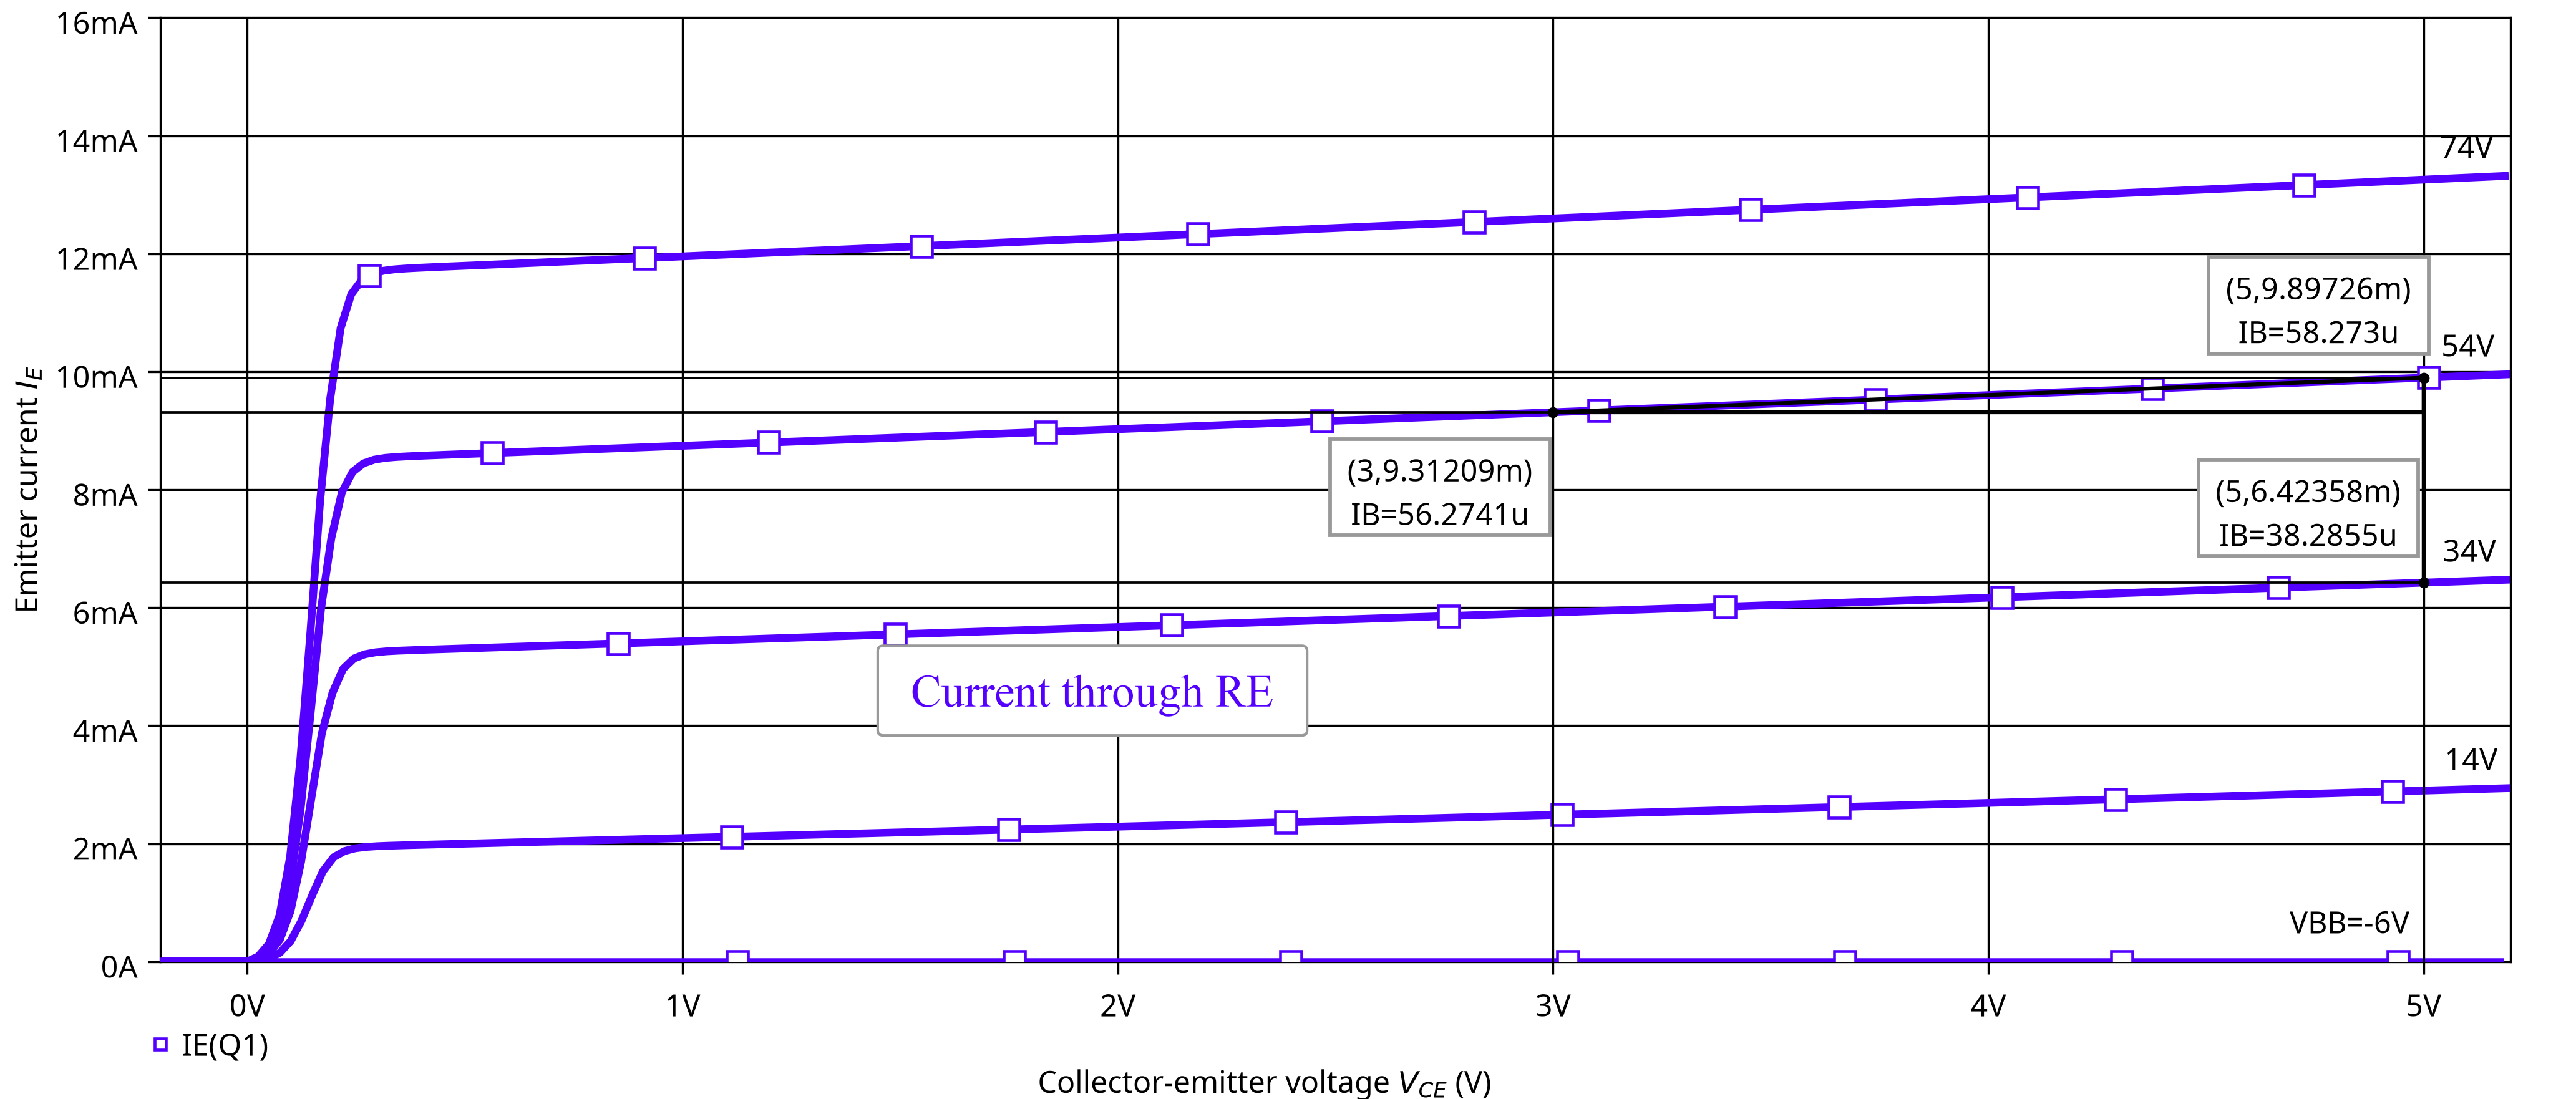 16mA
14mA
12mA
10mA
8mA
6mA
4mA
2mA
0A
Emitter current IE
74V
(5,9.89726m)
IB=58.273u
54V
(3,9.31209m)
IB=56.2741u
(5,6.42358m)
IB=38.2855u
34V
Current through RE
14V
VBB=-6V
0V
1V
2V
3V
4V
5V
IE(Q1)
Collector-emitter voltage VCE (V)